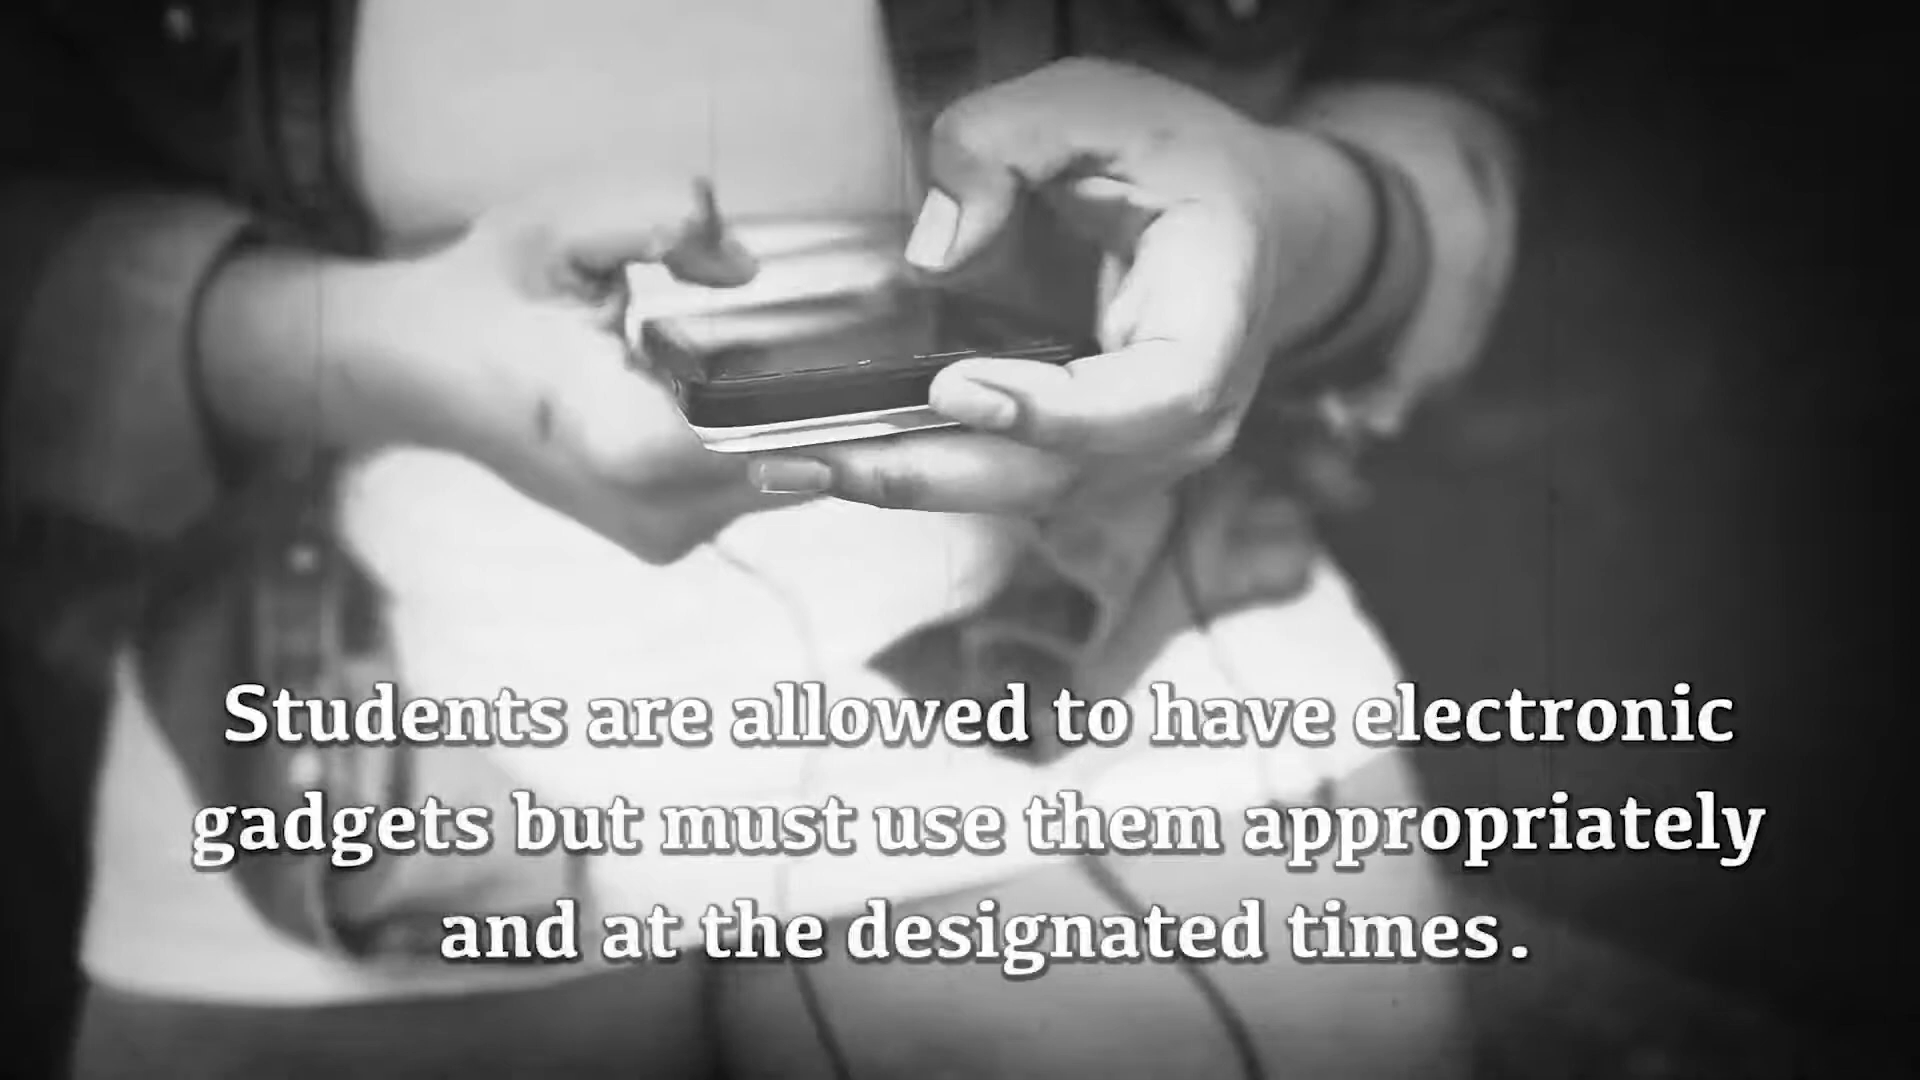 Students are allowed to have electronic
gadgets but must use them appropriately
and at the designated times.